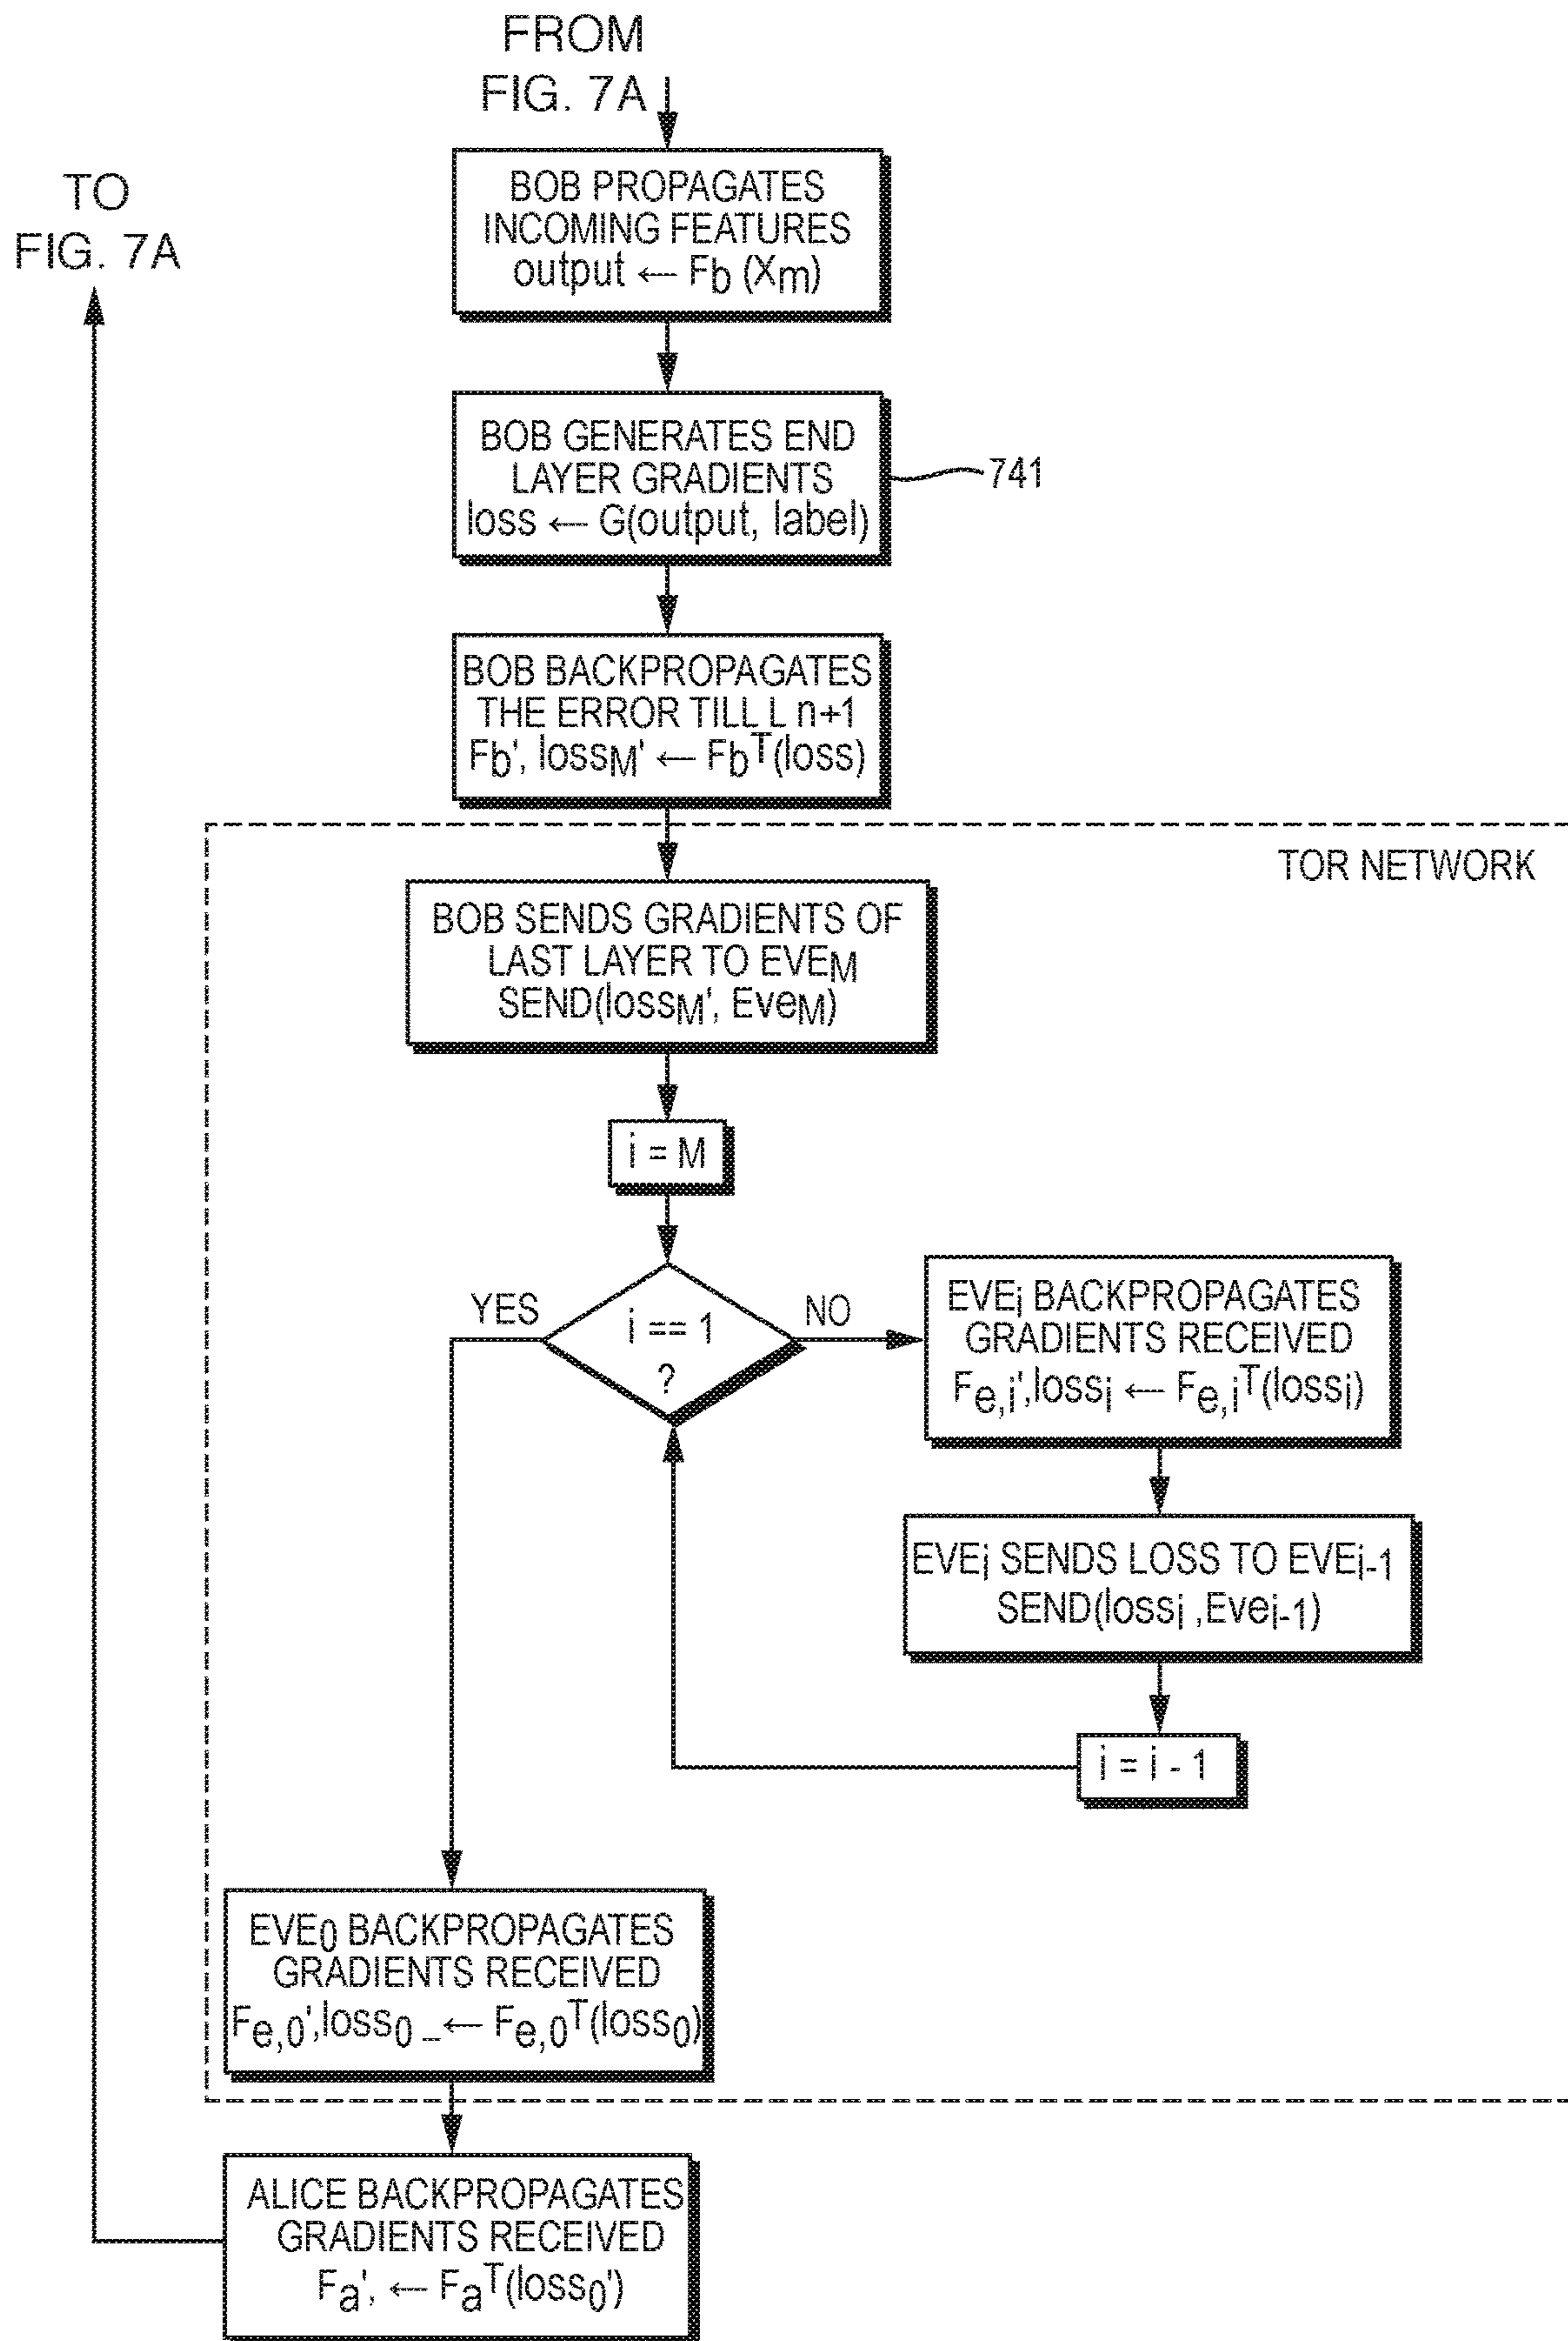 FROM
FIG. 7A
TO
FIG. 7A
BOB PROPAGATES
INCOMING FEATURES
output ← Fb (Xm)
BOB GENERATES END
LAYER GRADIENTS
loss ← G(output, label)
741
BOB BACKPROPAGATES
THE ERROR TILL L n+1
Fb', lossM' ← FbT(loss)
TOR NETWORK
BOB SENDS GRADIENTS OF
LAST LAYER TO EVEM
SEND(lossM', EveM)
i = M
YES
i == 1
?
NO
EVEi BACKPROPAGATES
GRADIENTS RECEIVED
Fe,i',lossi ← Fe,iT(lossi)
EVEi SENDS LOSS TO EVEi-1
SEND(lossi ,Evei-1)
i = i - 1
EVE0 BACKPROPAGATES
GRADIENTS RECEIVED
Fe,0',loss0 _ ← Fe,0T(loss0)
ALICE BACKPROPAGATES
GRADIENTS RECEIVED
Fa', ← FaT(loss0')